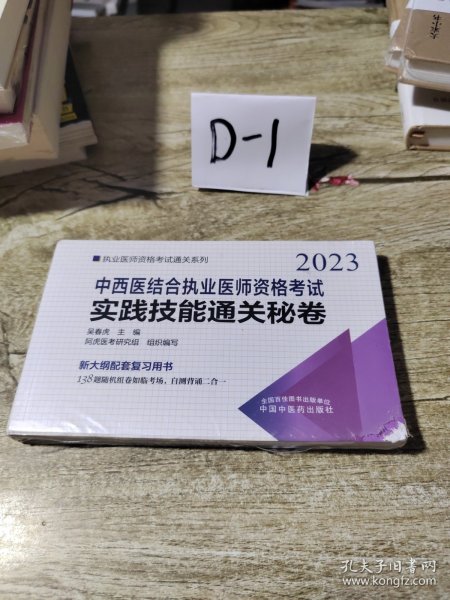 D-1
■执业医师资格考试通关系列
2023
中西医结合执业医师资格考试
实践技能通关秘卷
吴春虎 主编
阿虎医考研究组 组织编写
新大纲配套复习用书
138题随机组卷如临考场,自测背诵二合一
全国百佳图书出版单位
中国中医药出版社
孔夫子旧书网
www.kongfz.com